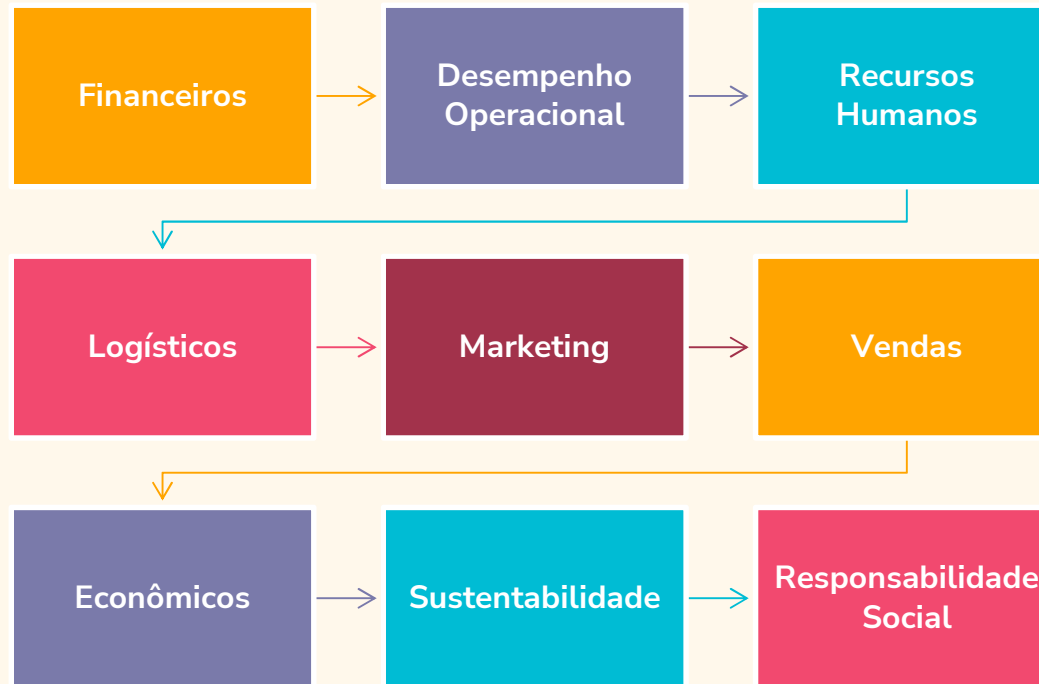 Financeiros
Desempenho
Operacional
Recursos
Humanos
Logísticos
Marketing
Vendas
Econômicos
Sustentabilidade
Responsabilidade
Social